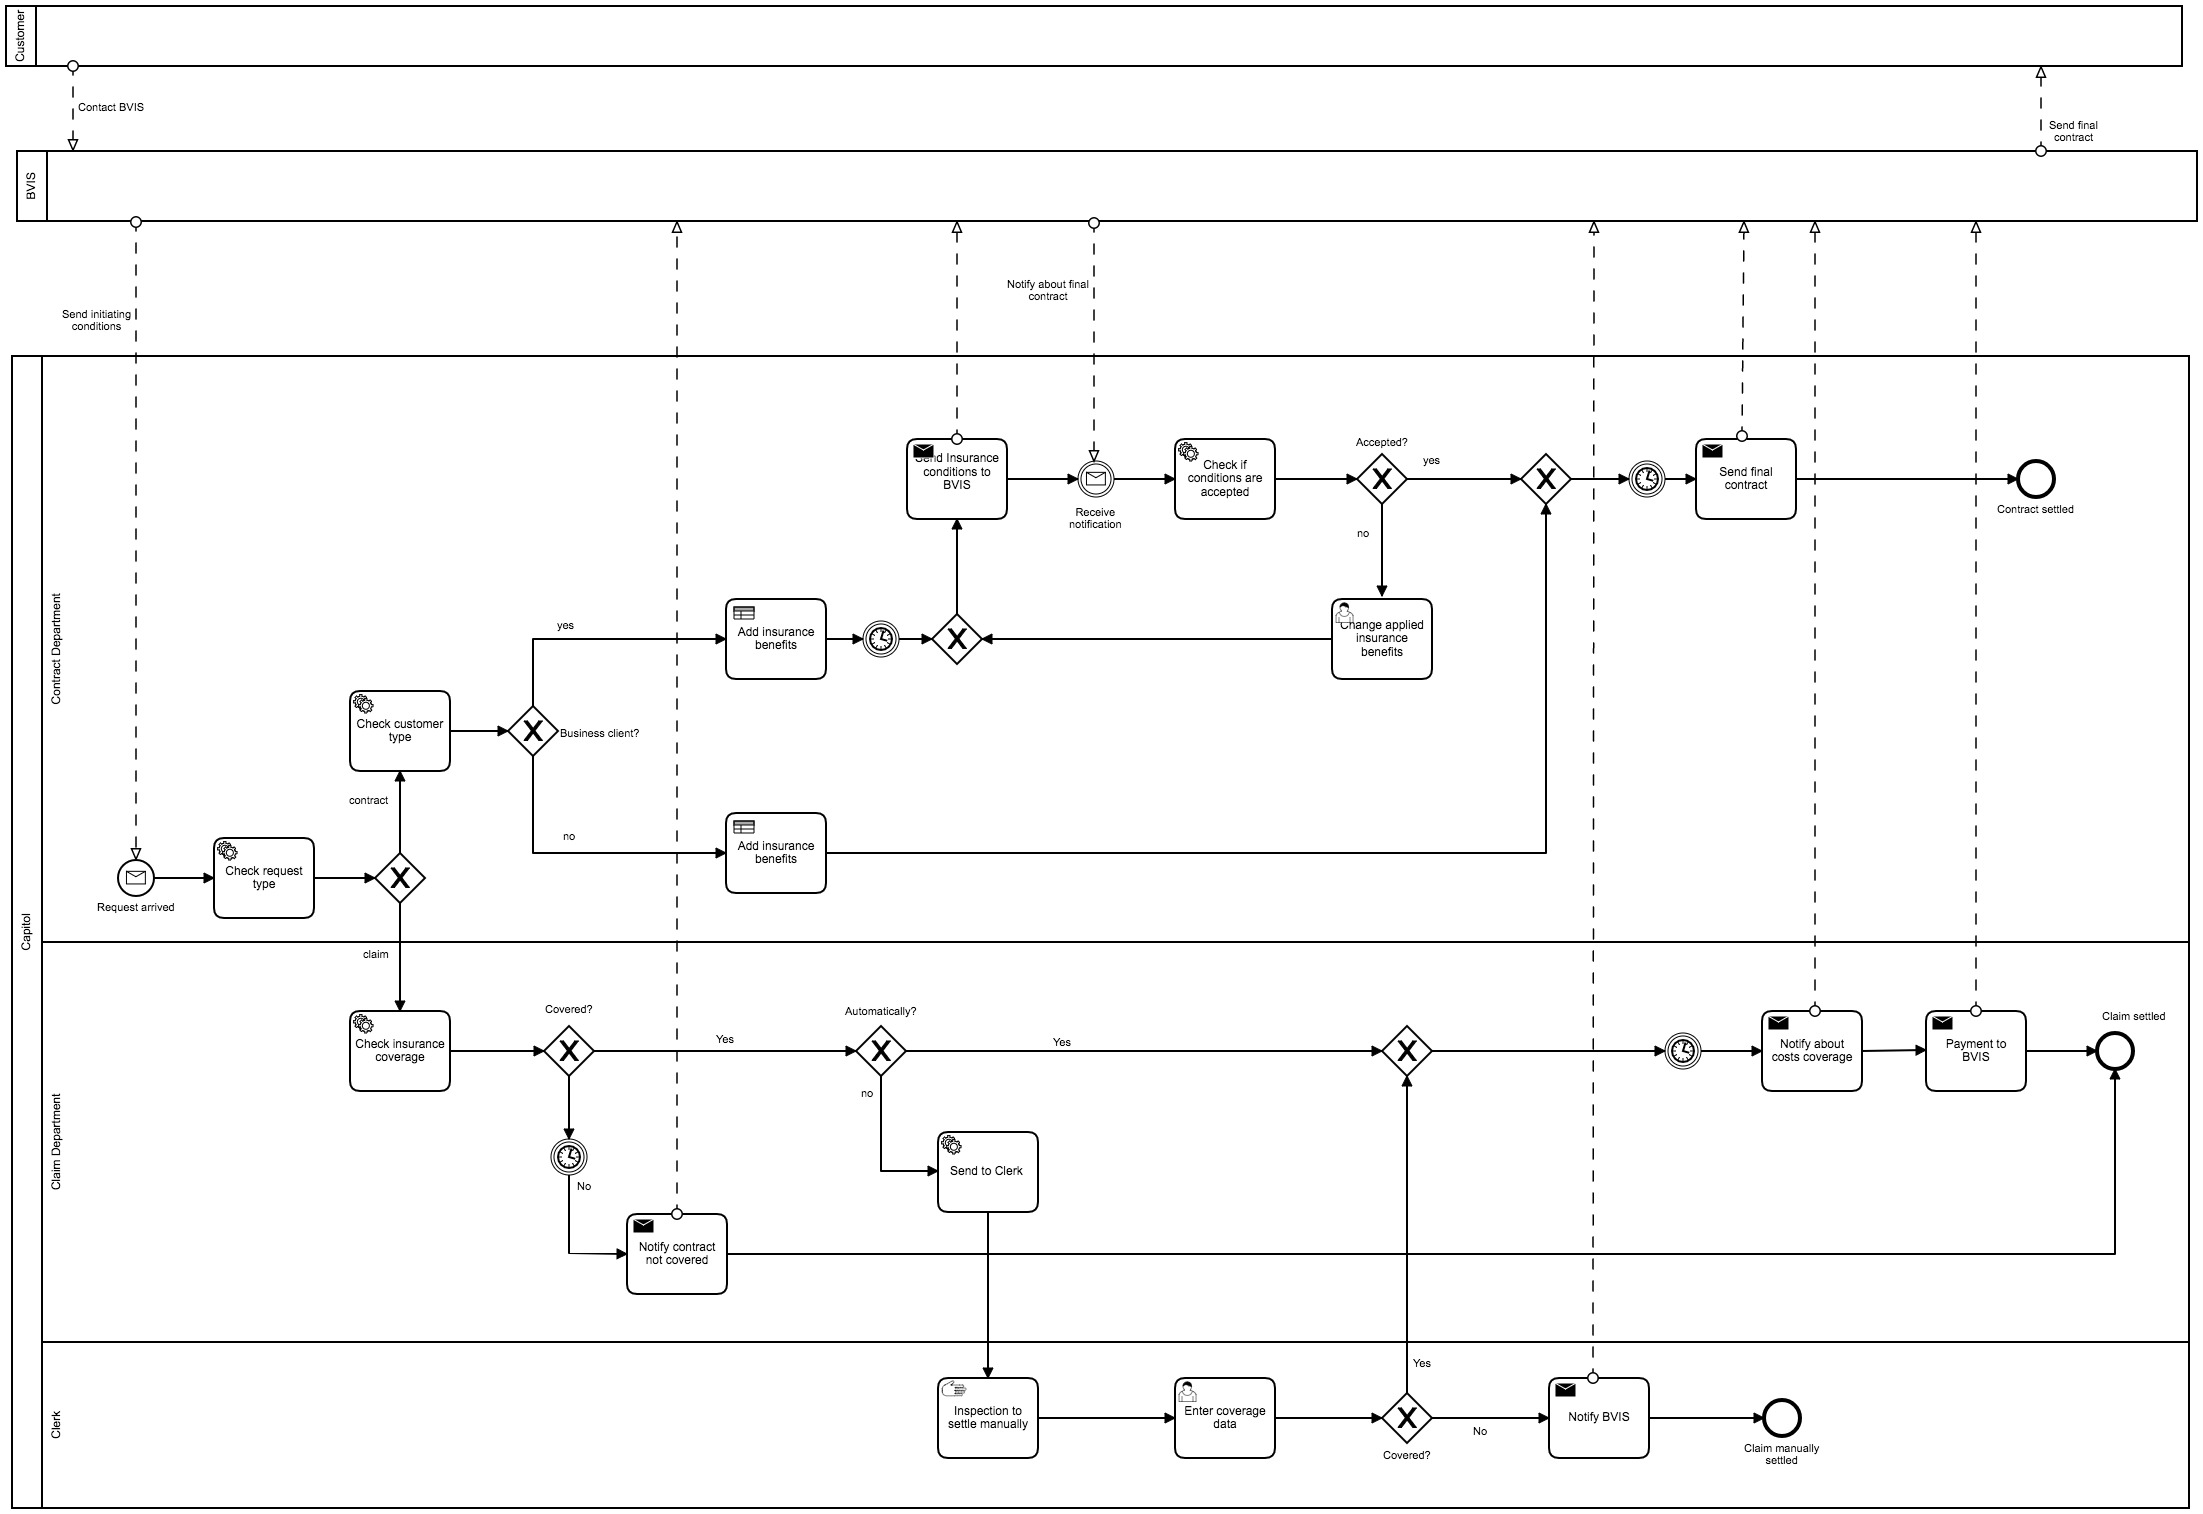 Customer
Contact BVIS
Send final
contract
BVIS
Send initiating
conditions
Notify about final
contract
Capitol
Contract Department
Send Insurance
conditions to
BVIS
Receive
notification
Check if
conditions are
accepted
Accepted?
yes
no
Send final
contract
Contract settled
yes
Add insurance
benefits
Change applied
insurance
benefits
Check customer
type
Business client?
contract
no
Add insurance
benefits
Request arrived
Check request
type
claim
Claim Department
Check insurance
coverage
Covered?
Yes
Automatically?
Yes
no
Notify about
costs coverage
Payment to
BVIS
Claim settled
No
Send to Clerk
Notify contract
not covered
Clerk
Inspection to
settle manually
Enter coverage
data
Yes
Covered?
No
Notify BVIS
Claim manually
settled